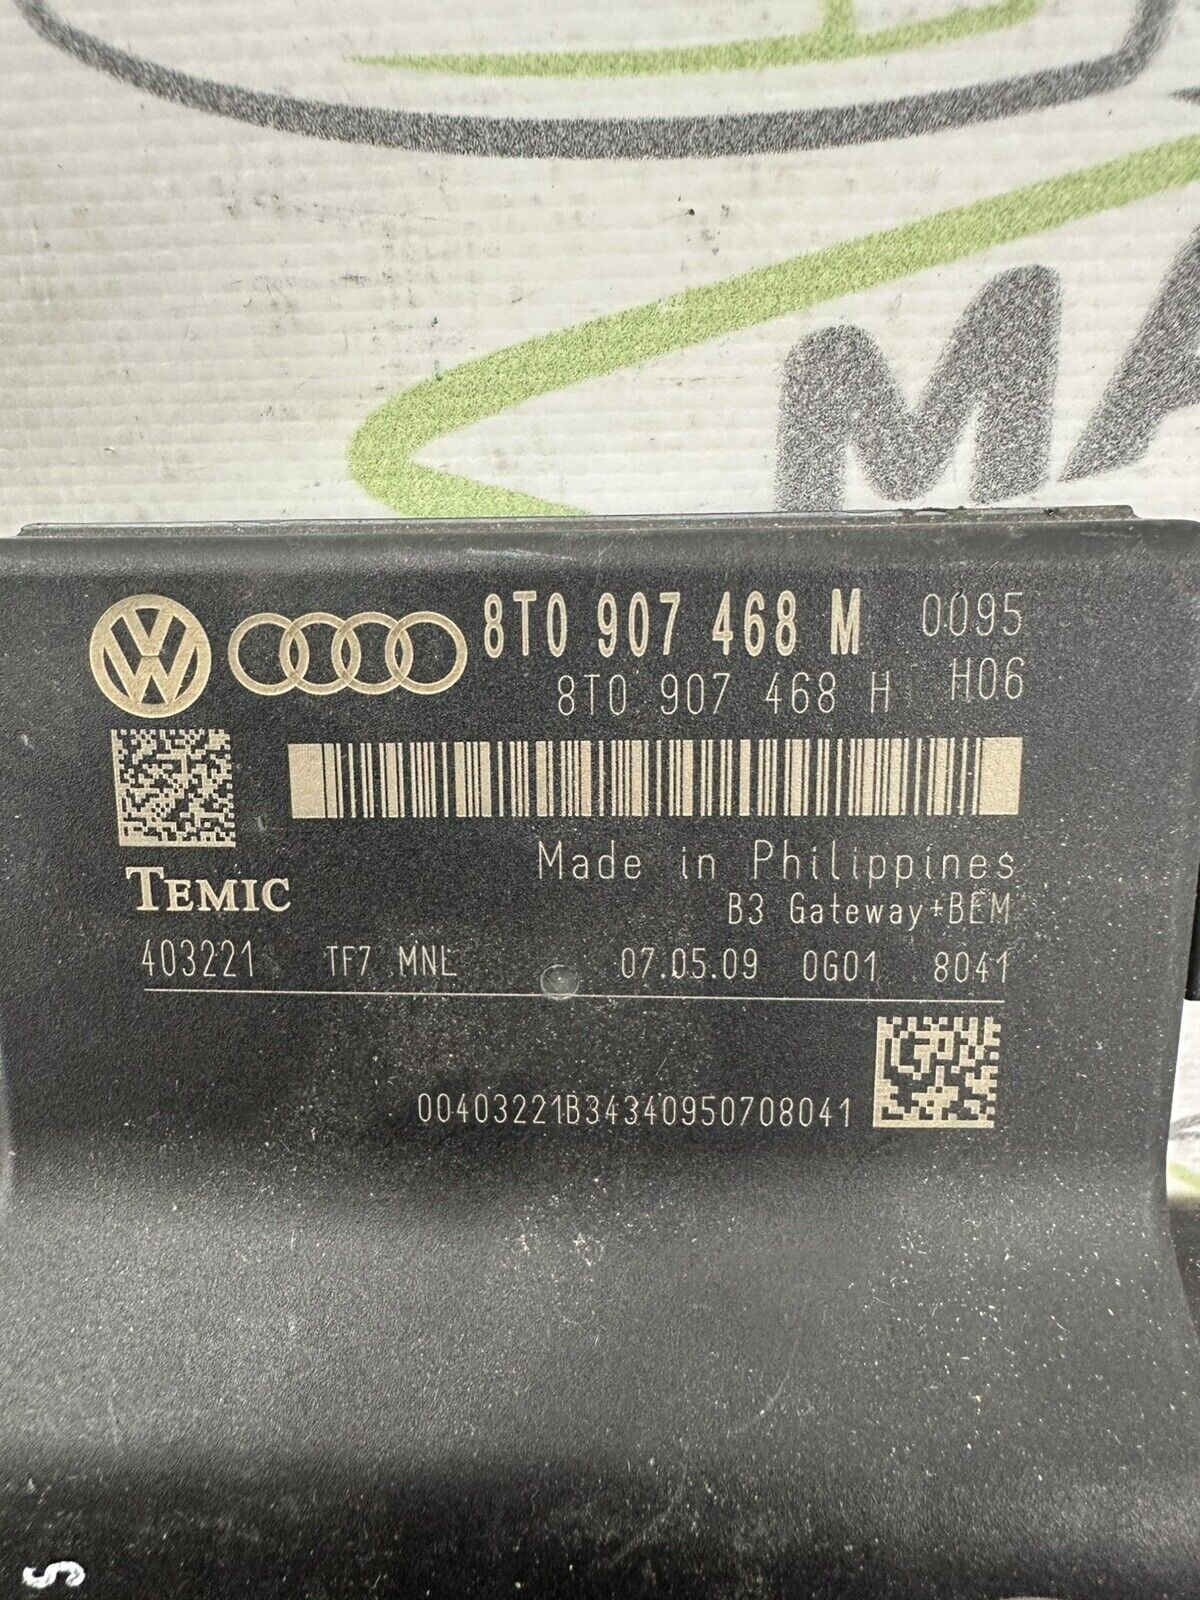 MA
8T0 907 468 M 0095
8T0 907 468 H H06
TEMIC
Made in Philippines
B3 Gateway+BEM
403221 TF7 MNL 07.05.09 0G01 8041
00403221B34340950708041
S